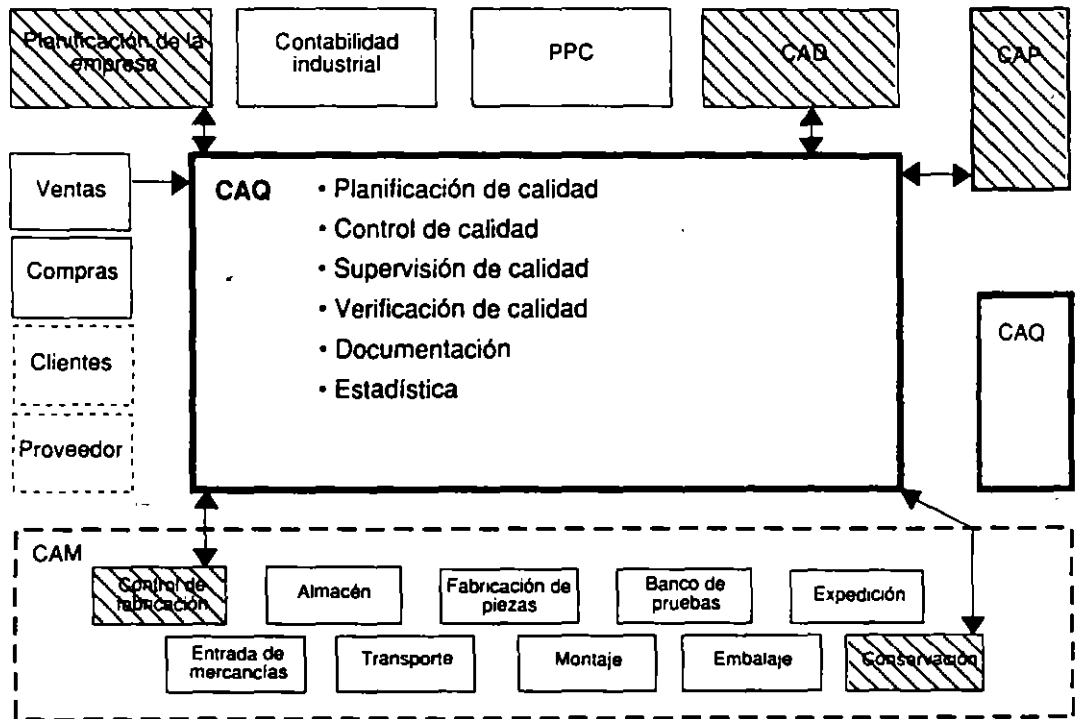 Planificación de la
empresa
Contabilidad
industrial
PPC
CAD
CAP
Ventas
CAQ
• Planificación de calidad
• Control de calidad
• Supervisión de calidad
• Verificación de calidad
• Documentación
• Estadística
Compras
Clientes
Proveedor
CAQ
CAM
Control de
fabricación
Almacén
Fabricación de
piezas
Banco de
pruebas
Expedición
Entrada de
mercancías
Transporte
Montaje
Embalaje
Conservación